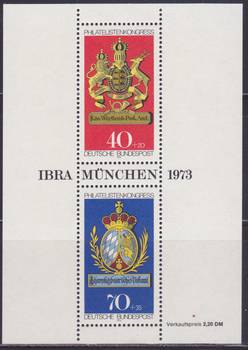 PHILATELISTENKONGRESS
40+20
DEUTSCHE BUNDESPOST
IBRA MÜNCHEN 1973
PHILATELISTENKONGRESS
70+35
DEUTSCHE BUNDESPOST
Verkaufspreis 2,20 DM